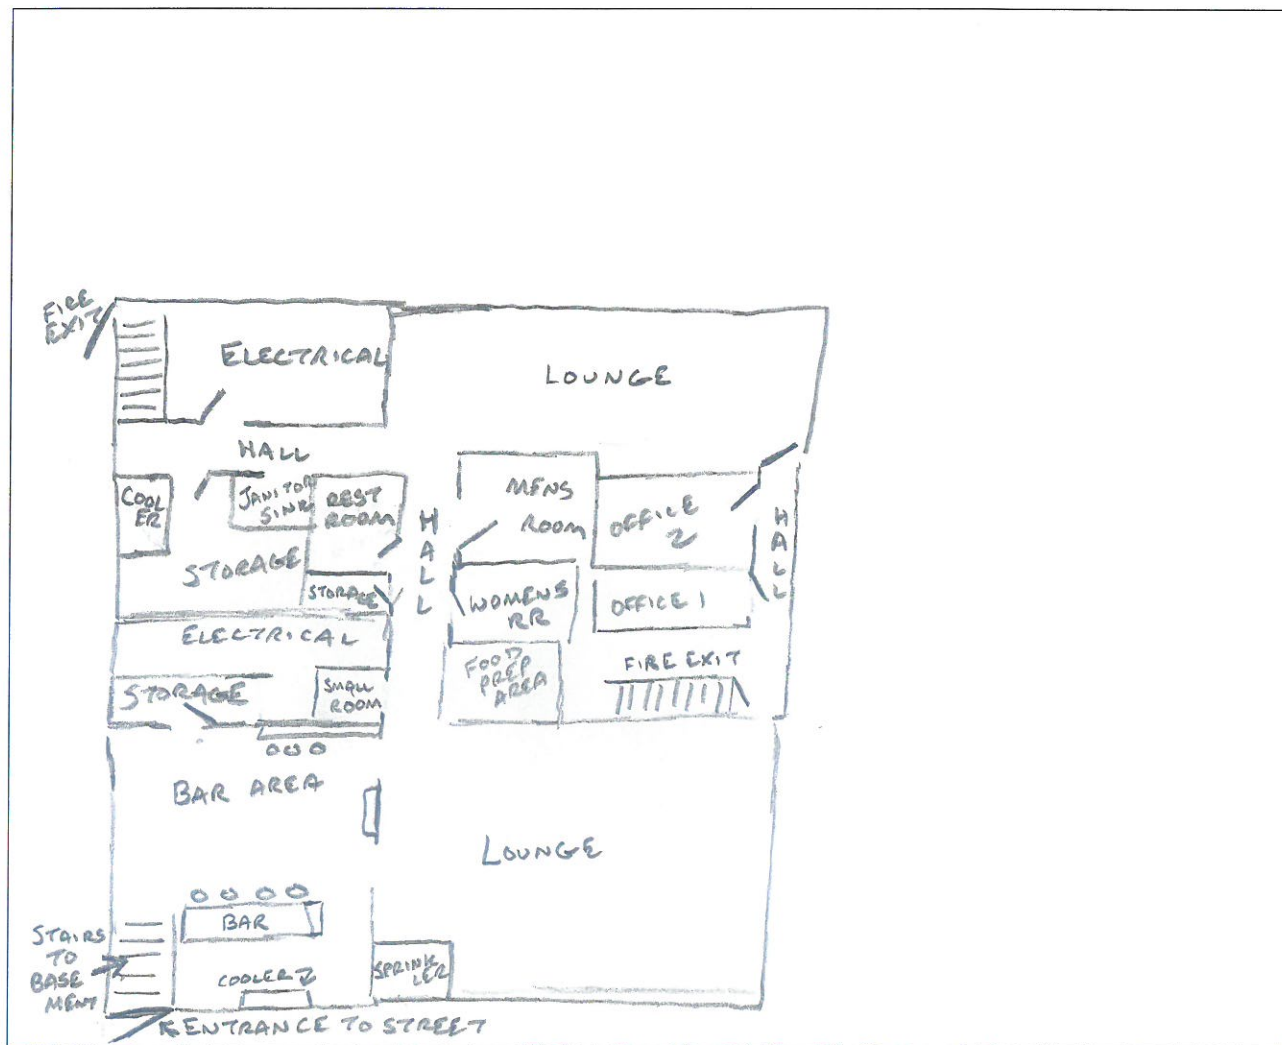 FIRE
EXIT
ELECTRICAL
LOUNGE
HALL
COOL
ER
JANITOR
SINK
REST
ROOM
MENS
ROOM
OFFICE
2
HALL
HALL
STORAGE
STORAGE
WOMENS
RR
OFFICE 1
ELECTRICAL
FOOD
PREP
AREA
FIRE EXIT
STORAGE
SMALL
ROOM
BAR AREA
LOUNGE
BAR
STAIRS
TO
BASE
MENT
COOLER
SPRINK
LER
ENTRANCE TO STREET